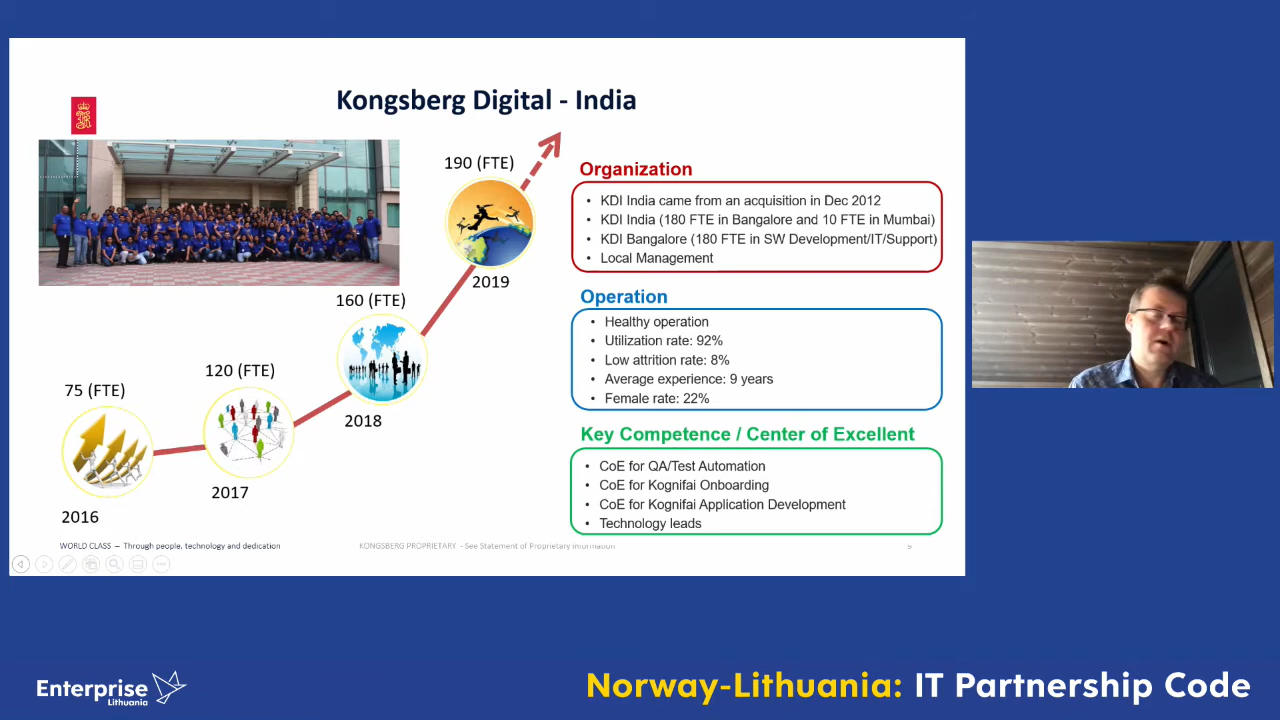 Kongsberg Digital - India
190 (FTE)
2019
160 (FTE)
2018
120 (FTE)
2017
75 (FTE)
2016
Organization
• KDI India came from an acquisition in Dec 2012
• KDI India (180 FTE in Bangalore and 10 FTE in Mumbai)
• KDI Bangalore (180 FTE in SW Development/IT/Support)
• Local Management
Operation
• Healthy operation
• Utilization rate: 92%
• Low attrition rate: 8%
• Average experience: 9 years
• Female rate: 22%
Key Competence / Center of Excellent
• CoE for QA/Test Automation
• CoE for Kognifai Onboarding
• CoE for Kognifai Application Development
• Technology leads
WORLD CLASS – Through people, technology and dedication
KONGSBERG PROPRIETARY - See Statement of Proprietary information
Enterprise
Lithuania
Norway-Lithuania: IT Partnership Code